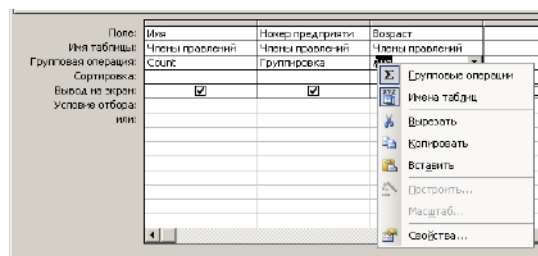 Поле: Имя Номер предприяти Возраст
Имя таблицы: Члены правлений Члены правлений Члены правлений
Групповая операция: Count Группировка Avg
Сортировка:
Вывод на экран:
Условие отбора:
или:
Групповые операции
Имена таблиц
Вырезать
Копировать
Вставить
Построить...
Масштаб...
Свойства...